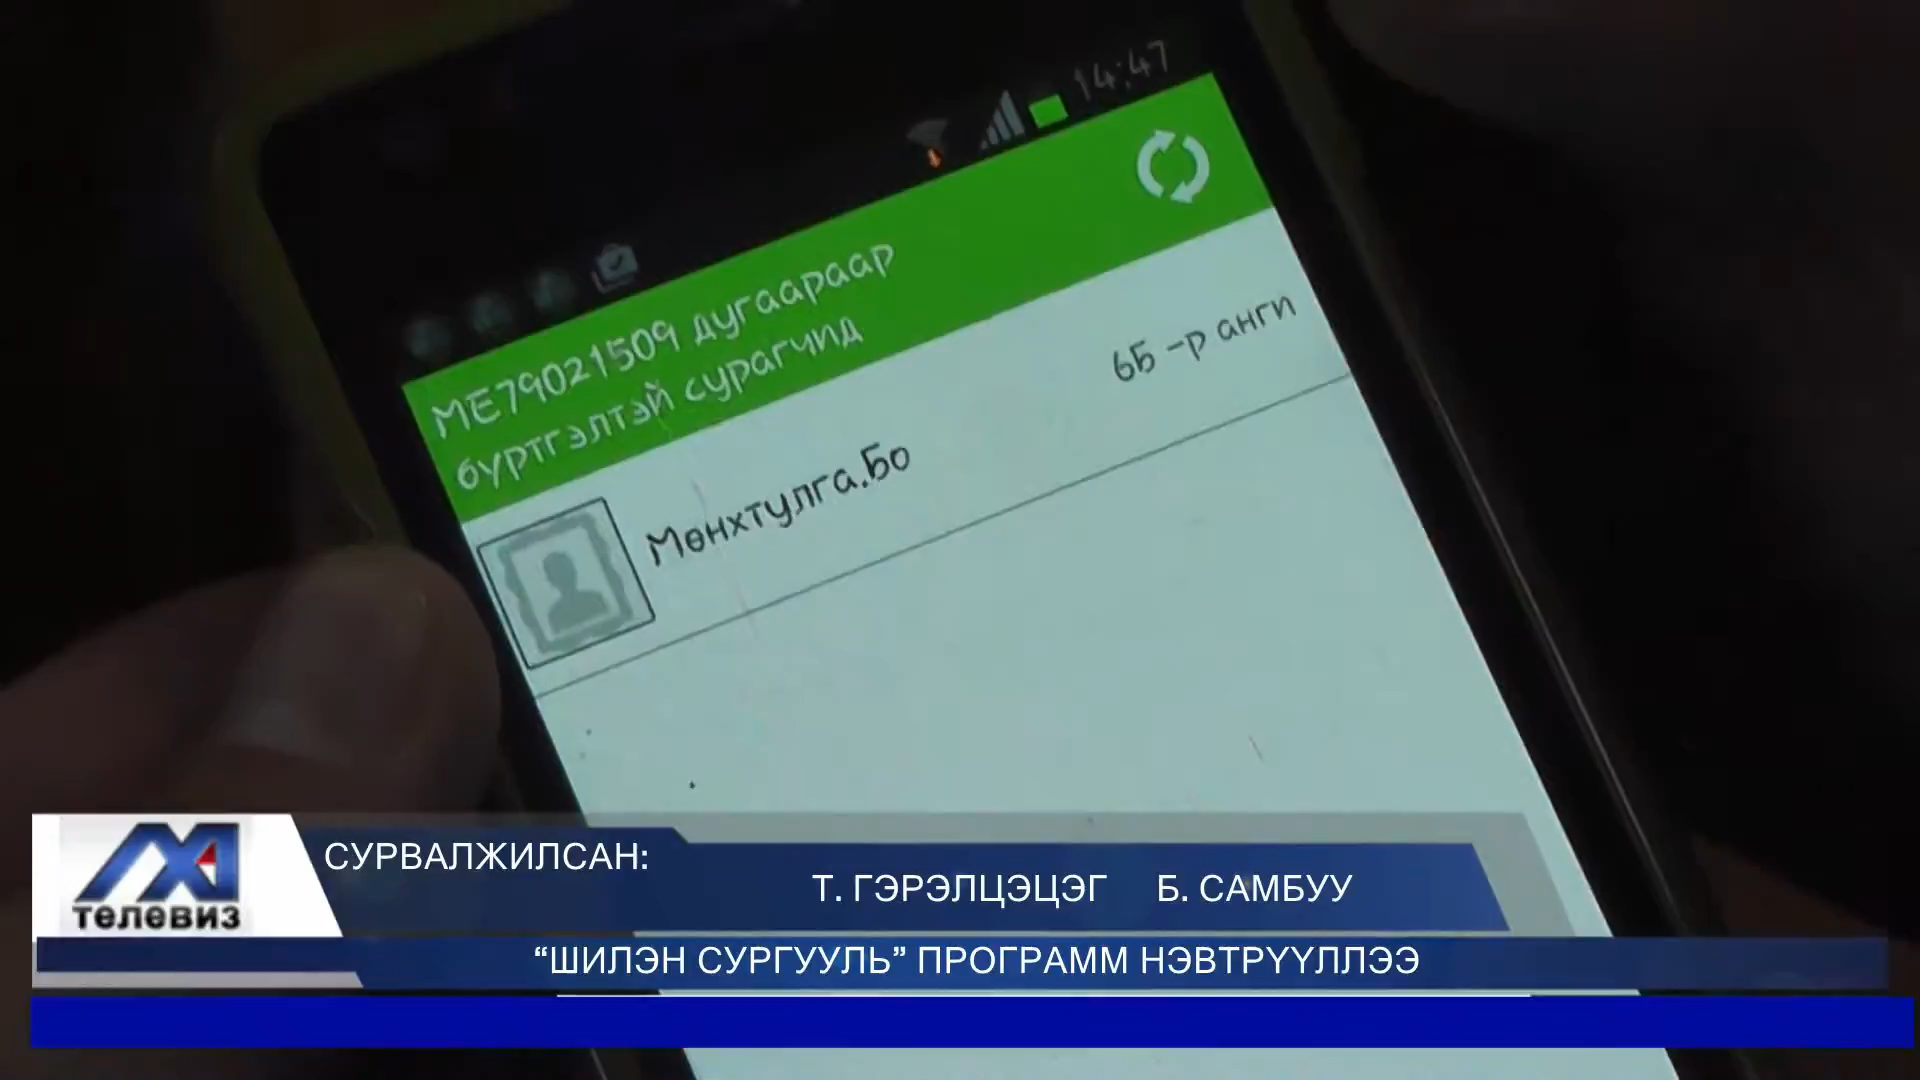 14:47
МЕ79021509 дугаараар
бүртгэлтэй сурагчид
Мөнхтулга.Бо
6Б -р анги
ТЕЛЕВИЗ
СУРВАЛЖИЛСАН:
Т. ГЭРЭЛЦЭЦЭГ Б. САМБУУ
“ШИЛЭН СУРГУУЛЬ” ПРОГРАММ НЭВТРҮҮЛЛЭЭ